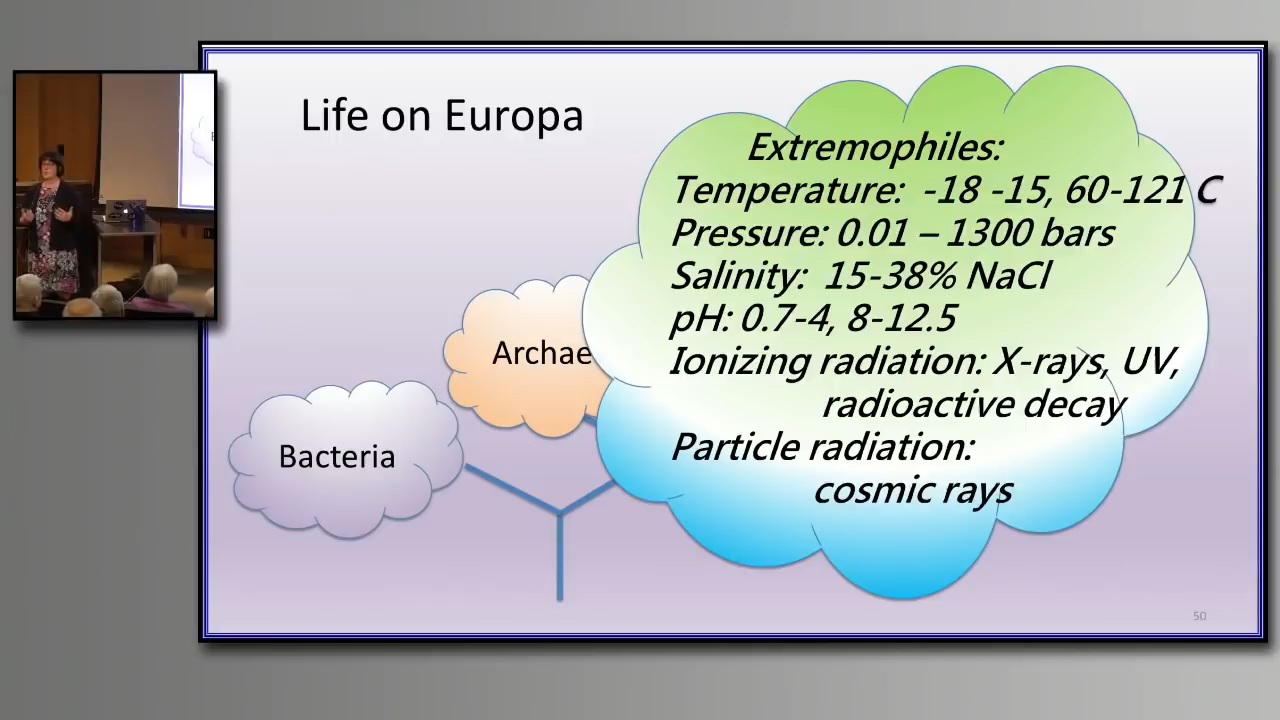 Life on Europa
Extremophiles:
Temperature: -18 -15, 60-121 C
Pressure: 0.01 – 1300 bars
Salinity: 15-38% NaCl
pH: 0.7-4, 8-12.5
Ionizing radiation: X-rays, UV,
radioactive decay
Particle radiation:
cosmic rays
Archae
Bacteria
50